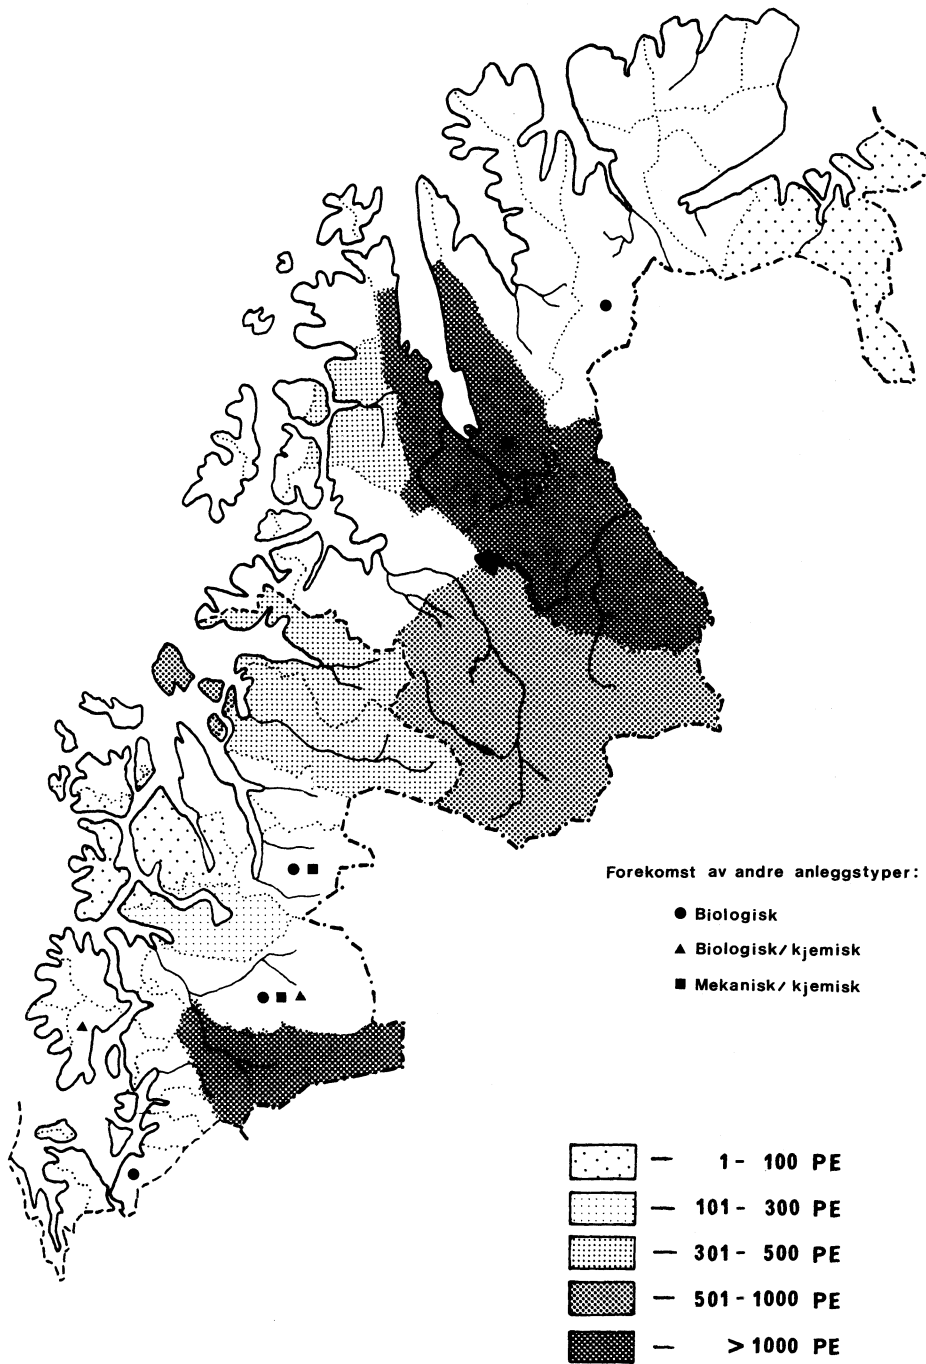 Forekomst av andre anleggstyper:
● Biologisk
▲ Biologisk/ kjemisk
■ Mekanisk/ kjemisk
— 1 - 100 PE
— 101 - 300 PE
— 301 - 500 PE
— 501 - 1000 PE
— > 1000 PE